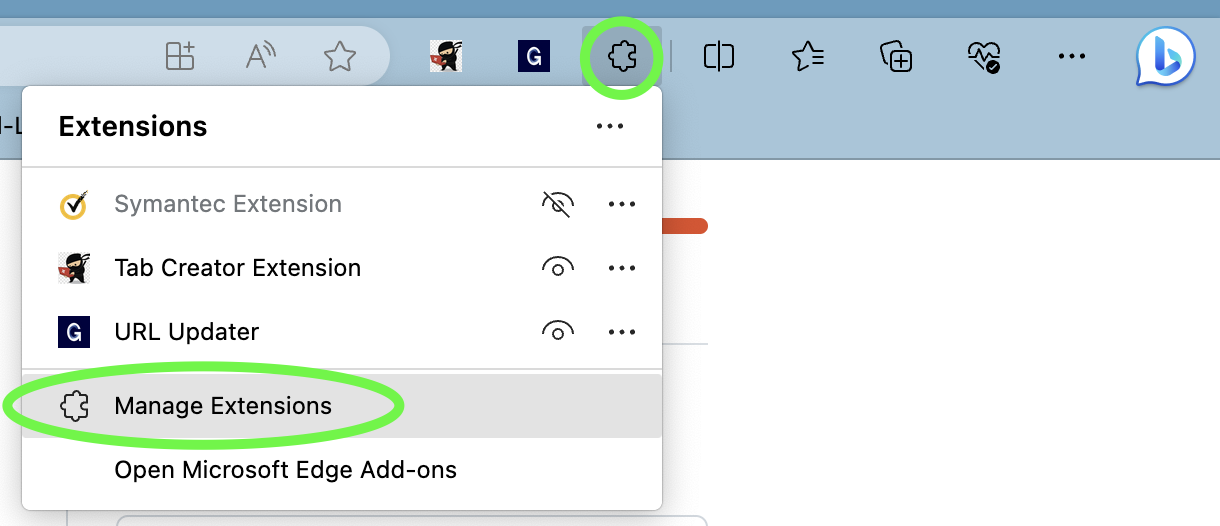 G
Extensions
Symantec Extension
Tab Creator Extension
G URL Updater
Manage Extensions
Open Microsoft Edge Add-ons